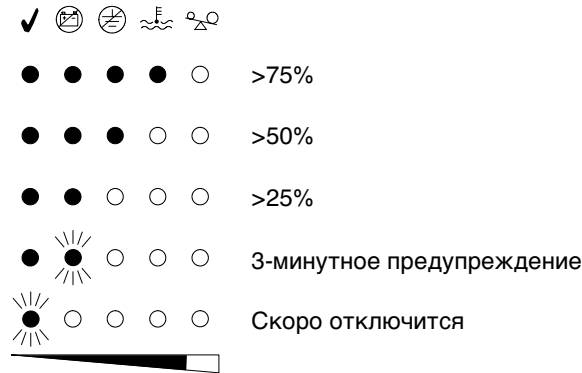 >75%
>50%
>25%
3-минутное предупреждение
Скоро отключится